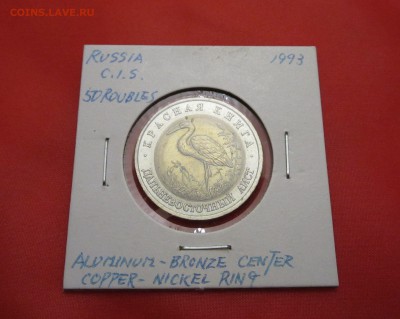 COINS.LAVE.RU
RUSSIA
C.I.S.
50 ROUBLES
1993
КРАСНАЯ КНИГА
ДАЛЬНЕВОСТОЧНЫЙ АИСТ
ALUMINUM-BRONZE CENTER
COPPER-NICKEL RING